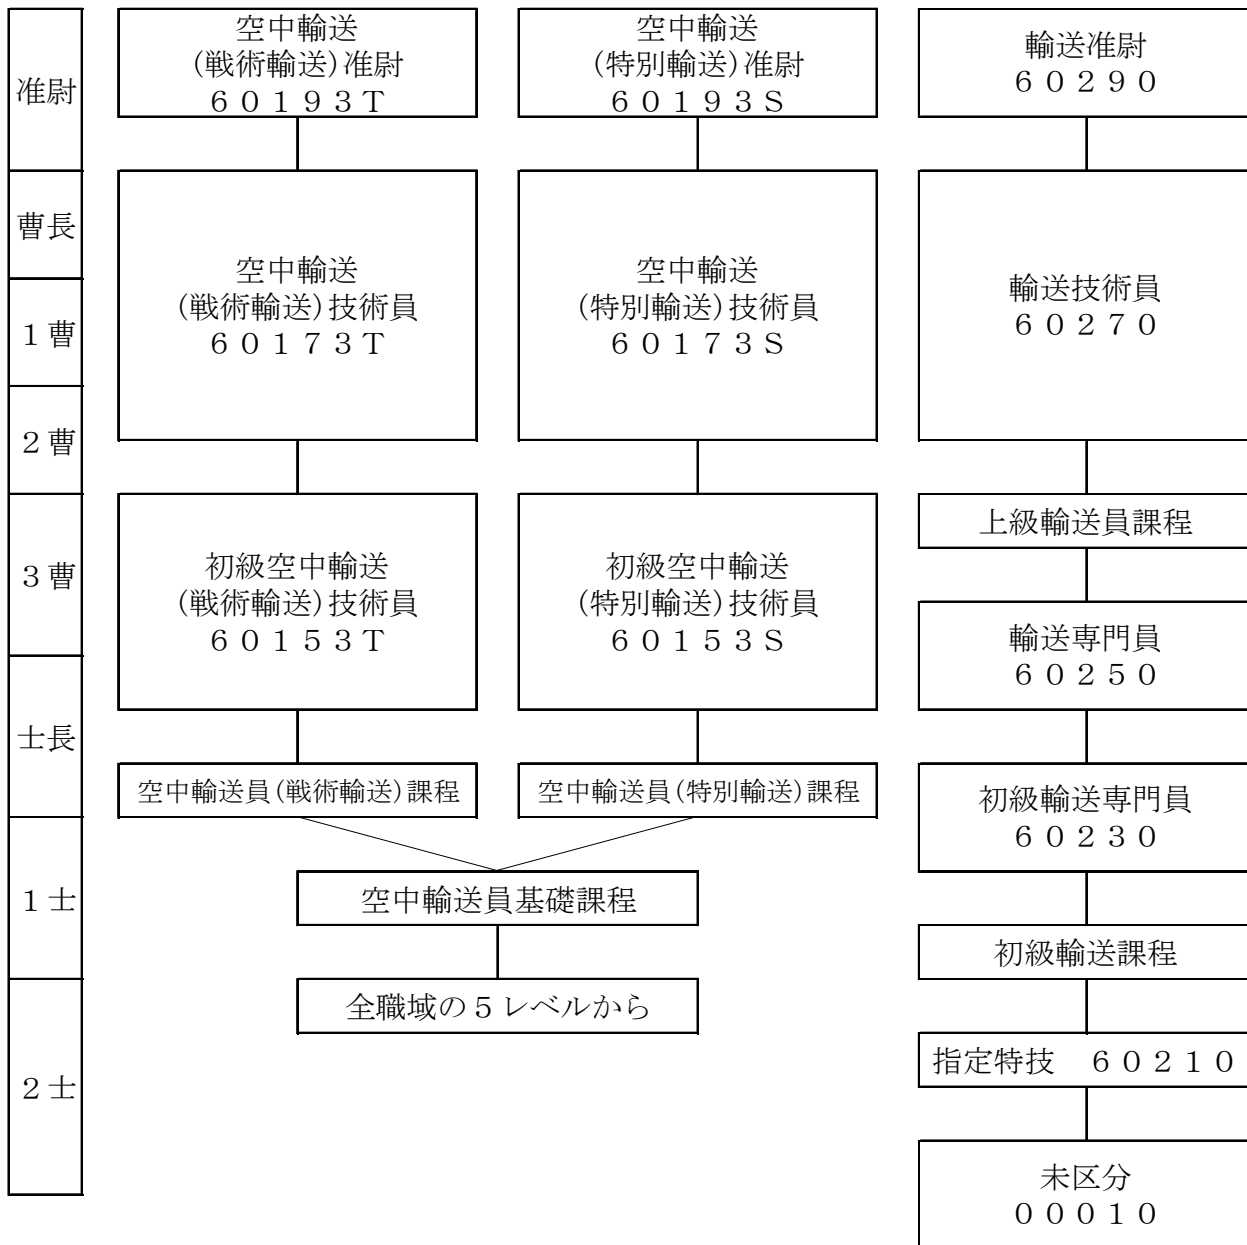 准尉
曹長
１曹
２曹
３曹
士長
１士
２士
空中輸送
(戦術輸送)准尉
６０１９３Ｔ
空中輸送
(戦術輸送)技術員
６０１７３Ｔ
初級空中輸送
(戦術輸送)技術員
６０１５３Ｔ
空中輸送員(戦術輸送)課程
空中輸送
(特別輸送)准尉
６０１９３Ｓ
空中輸送
(特別輸送)技術員
６０１７３Ｓ
初級空中輸送
(特別輸送)技術員
６０１５３Ｓ
空中輸送員(特別輸送)課程
空中輸送員基礎課程
全職域の５レベルから
輸送准尉
６０２９０
輸送技術員
６０２７０
上級輸送員課程
輸送専門員
６０２５０
初級輸送専門員
６０２３０
初級輸送課程
指定特技　６０２１０
未区分
０００１０